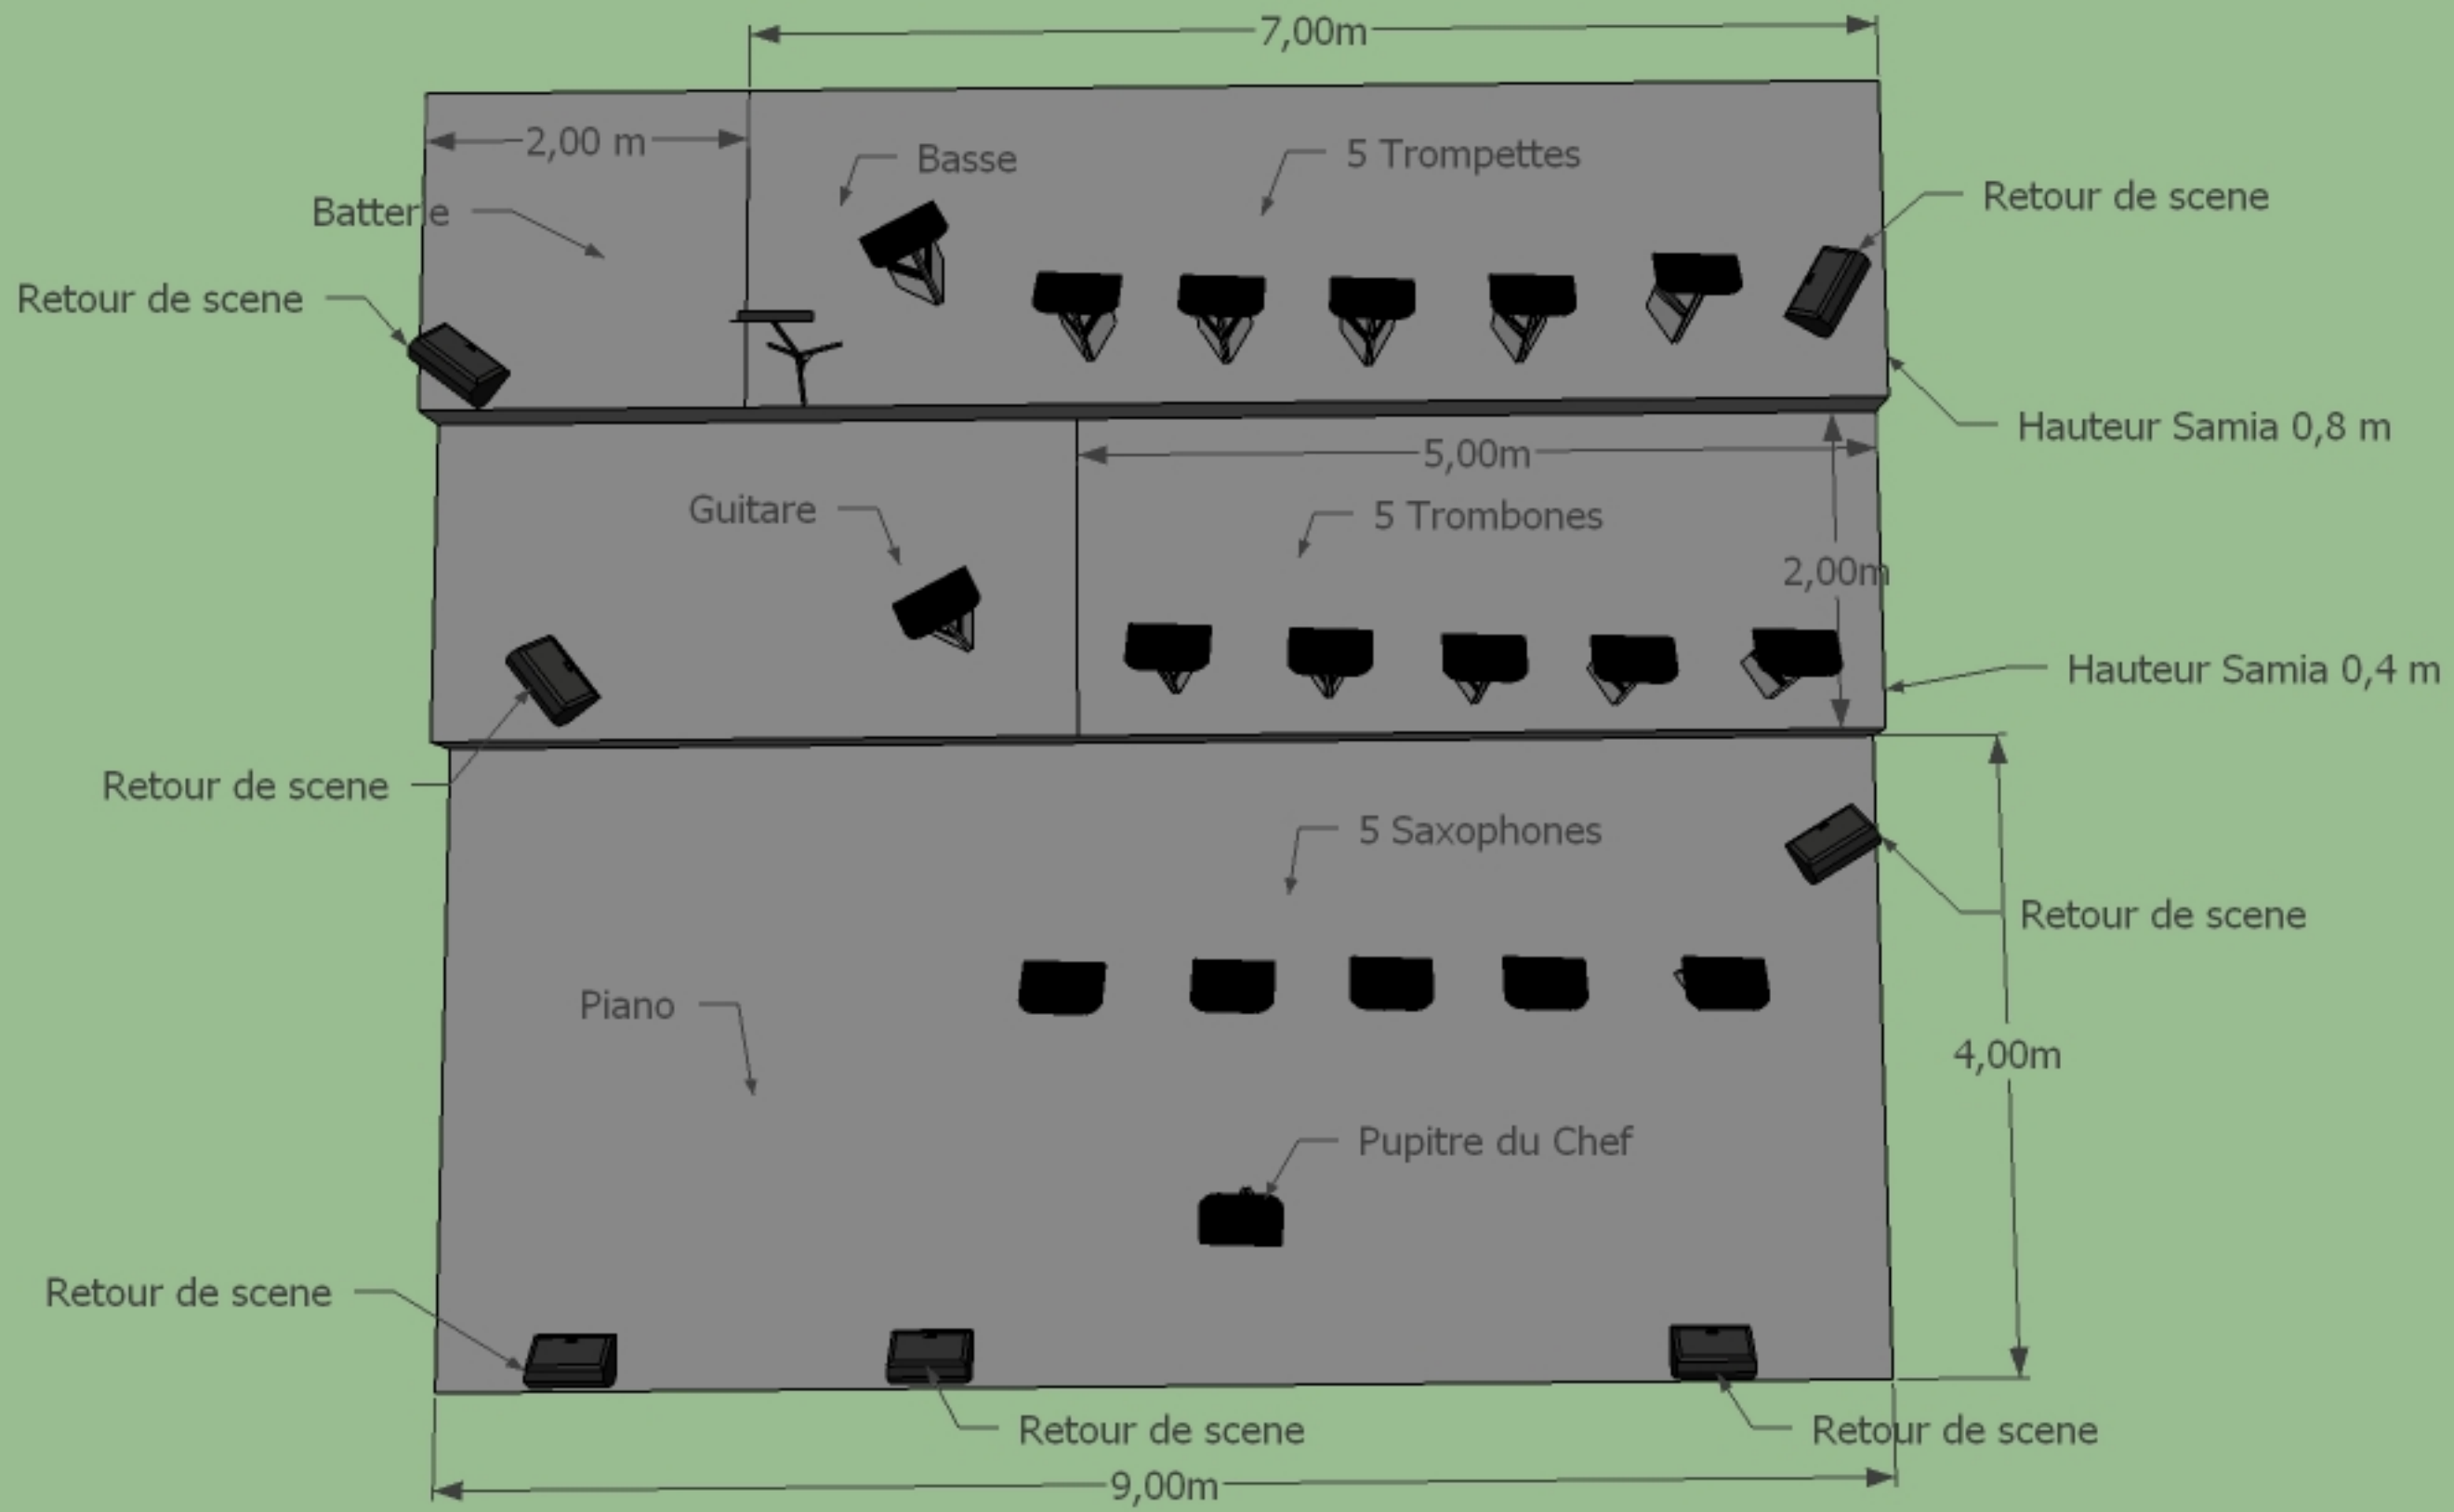 7,00m
2,00 m
Basse
5 Trompettes
Batterie
Retour de scene
Retour de scene
Hauteur Samia 0,8 m
5,00m
Guitare
5 Trombones
2,00m
Hauteur Samia 0,4 m
Retour de scene
5 Saxophones
Retour de scene
Piano
4,00m
Pupitre du Chef
Retour de scene
Retour de scene
Retour de scene
9,00m